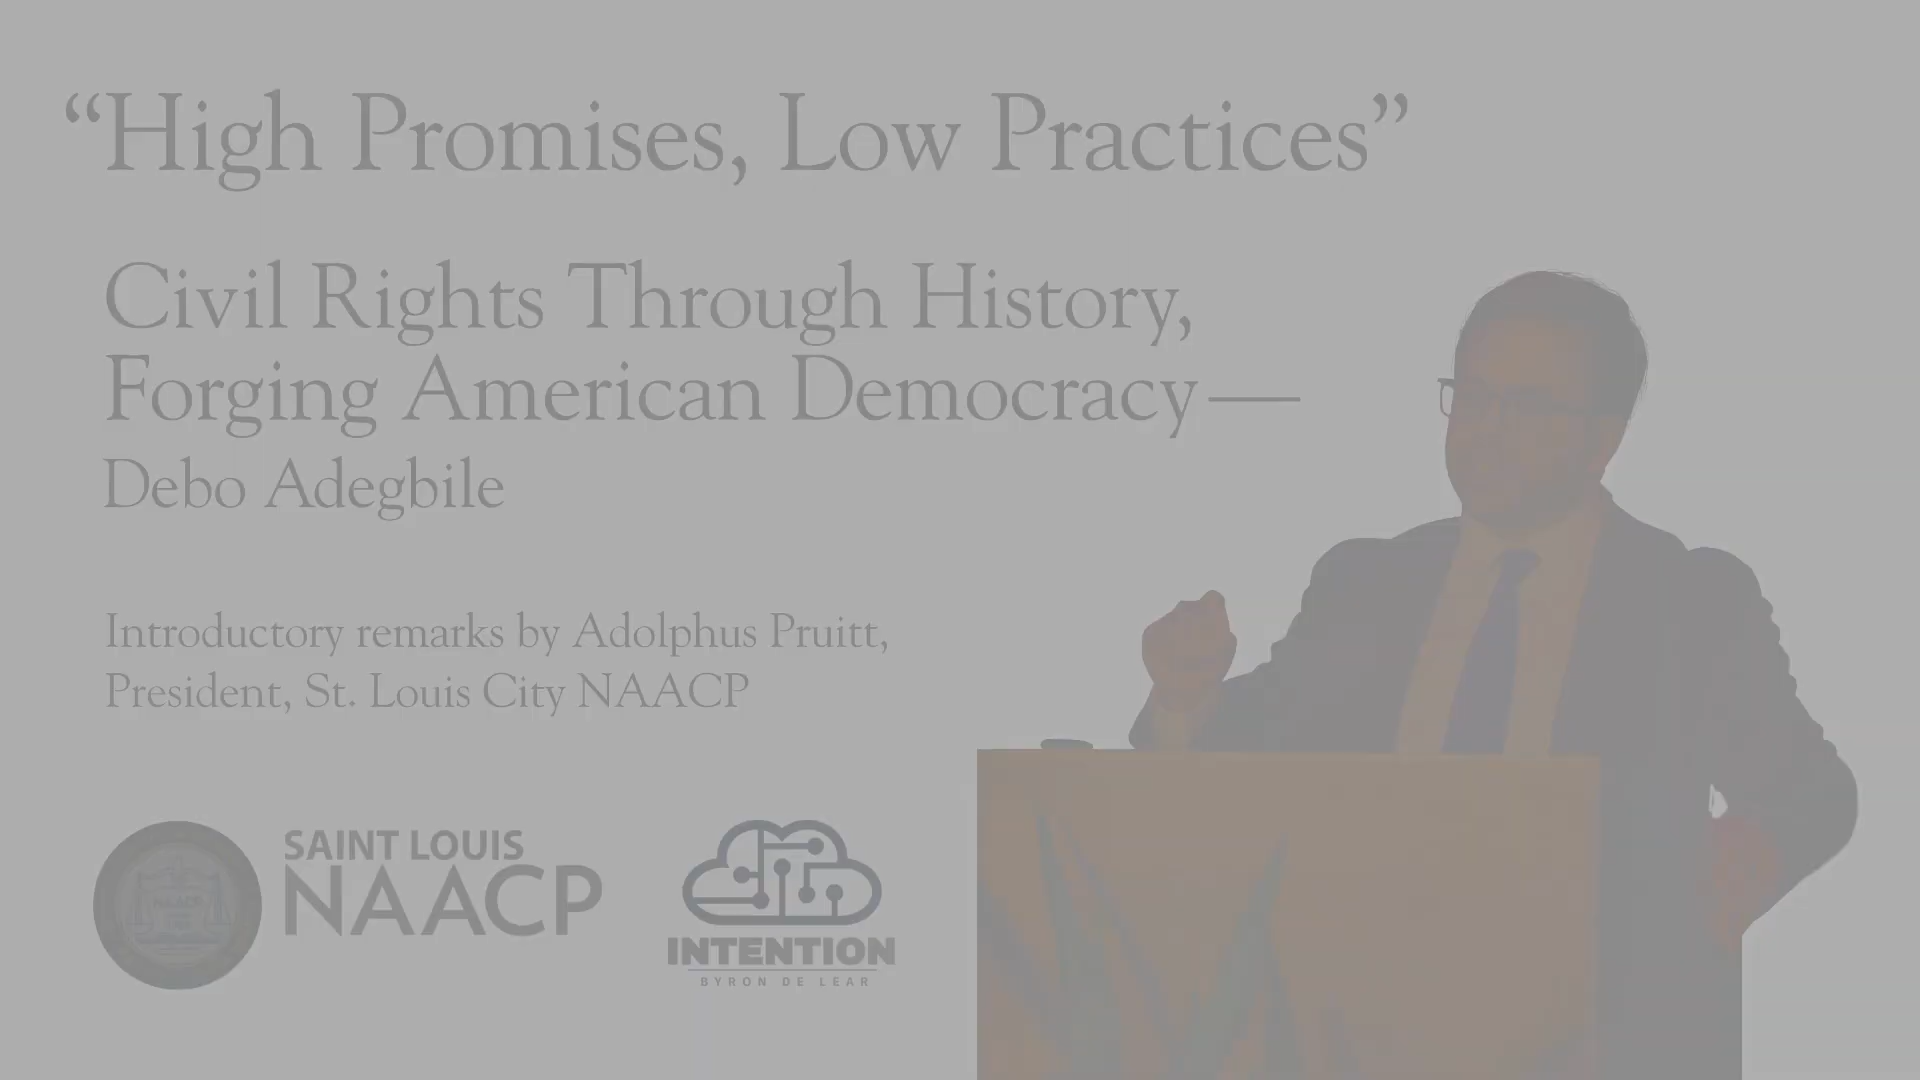 “High Promises, Low Practices”
Civil Rights Through History,
Forging American Democracy—
Debo Adegbile
Introductory remarks by Adolphus Pruitt,
President, St. Louis City NAACP
SAINT LOUIS
NAACP
INTENTION
BYRON DE LEAR